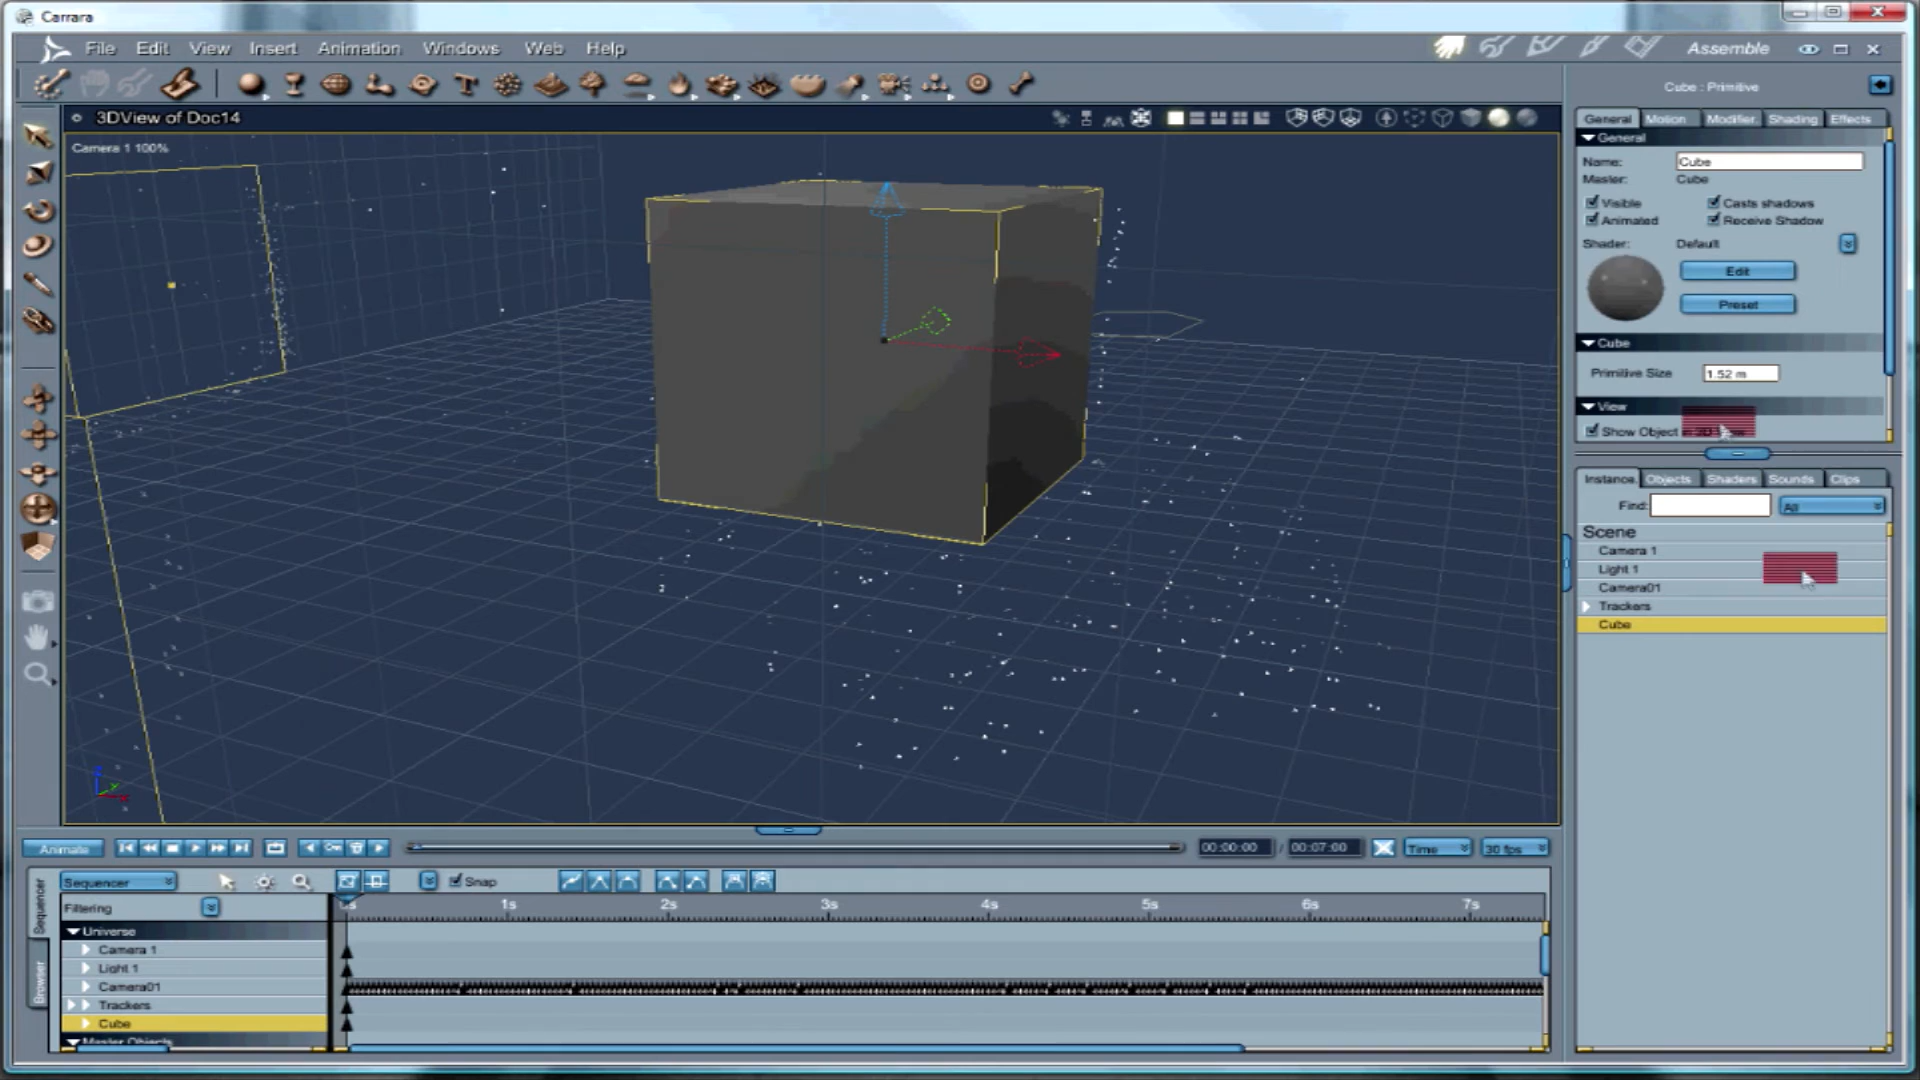 Carrara
File Edit View Insert Animation Windows Web Help
Assemble
3DView of Doc14
Camera 1 100%
Cube : Primitive
General Motion Modifier. Shading Effects
General
Name: Cube
Master: Cube
Visible Casts shadows
Animated Receive Shadow
Shader: Default
Edit
Preset
Cube
Primitive Size 1.52 m
View
Show Object
Instance. Objects Shaders Sounds Clips
Find: All
Scene
Camera 1
Light 1
Camera01
Trackers
Cube
Animate 00:00:00 / 00:07:00 Time 30 fps
Sequencer Snap
Filtering
1s 2s 3s 4s 5s 6s 7s
Universe
Camera 1
Light 1
Camera01
Trackers
Cube
Master Objects
Sequencer
Browser